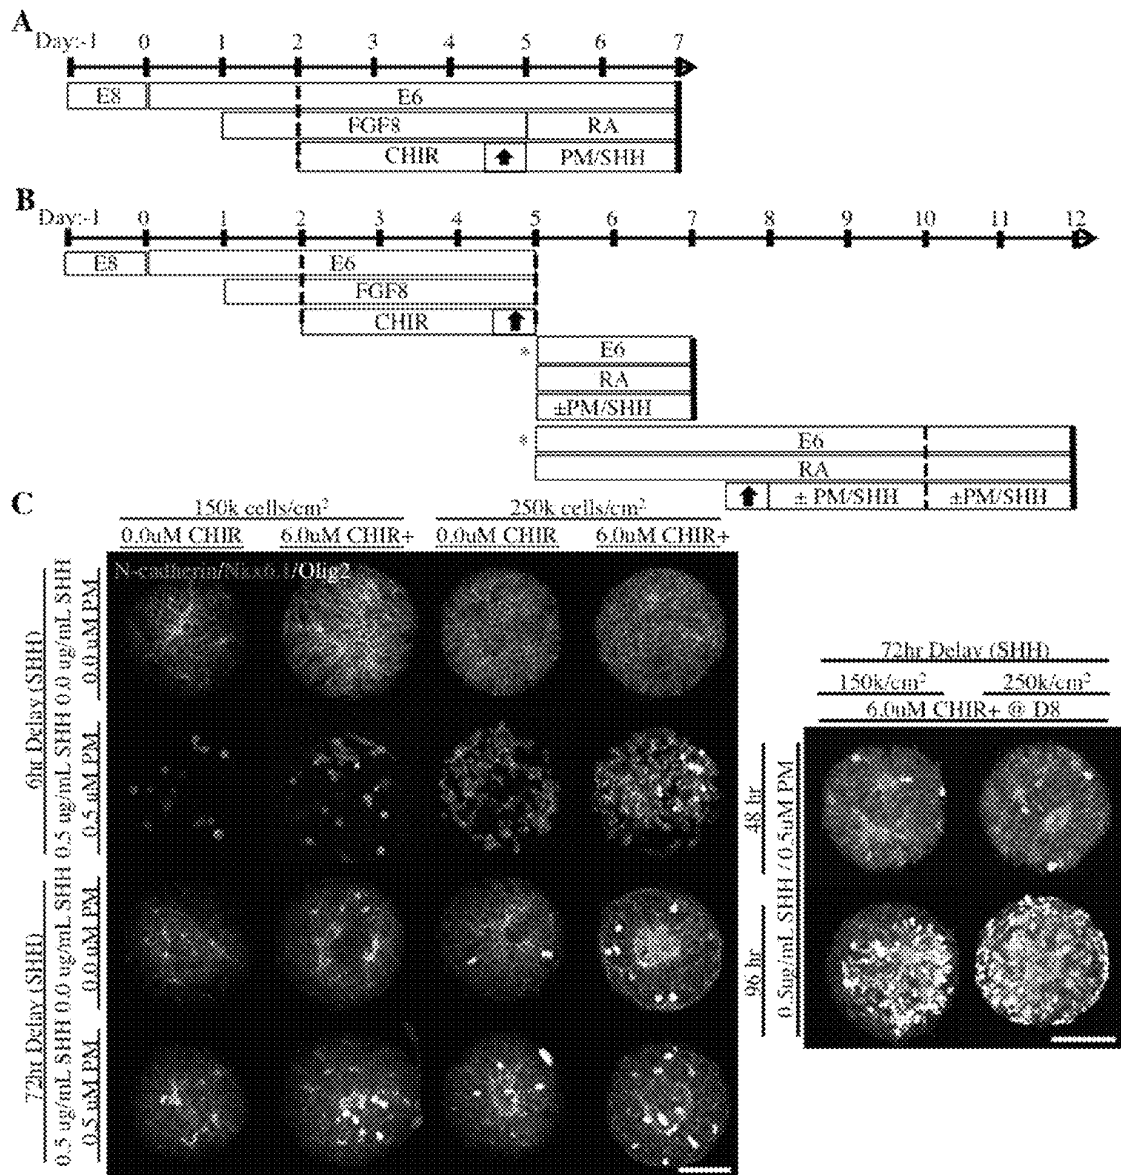 A
Day:-1 0 1 2 3 4 5 6 7
E8 E6
FGF8 RA
CHIR PM/SHH
B
Day:-1 0 1 2 3 4 5 6 7 8 9 10 11 12
E8 E6
FGF8
CHIR
* E6
RA
±PM/SHH
* E6
RA
± PM/SHH ±PM/SHH
C
150k cells/cm² 250k cells/cm²
0.0uM CHIR 6.0uM CHIR+ 0.0uM CHIR 6.0uM CHIR+
N-cadherin/Nkx6.1/Olig2
6hr Delay (SHH)
0.0 ug/mL SHH
0.0 uM PM
0.5 ug/mL SHH
0.5 uM PM
72hr Delay (SHH)
0.0 ug/mL SHH
0.0 uM PM
0.5 ug/mL SHH
0.5 uM PM
72hr Delay (SHH)
150k/cm² 250k/cm²
6.0uM CHIR+ @ D8
48 hr
96 hr
0.5ug/mL SHH / 0.5uM PM